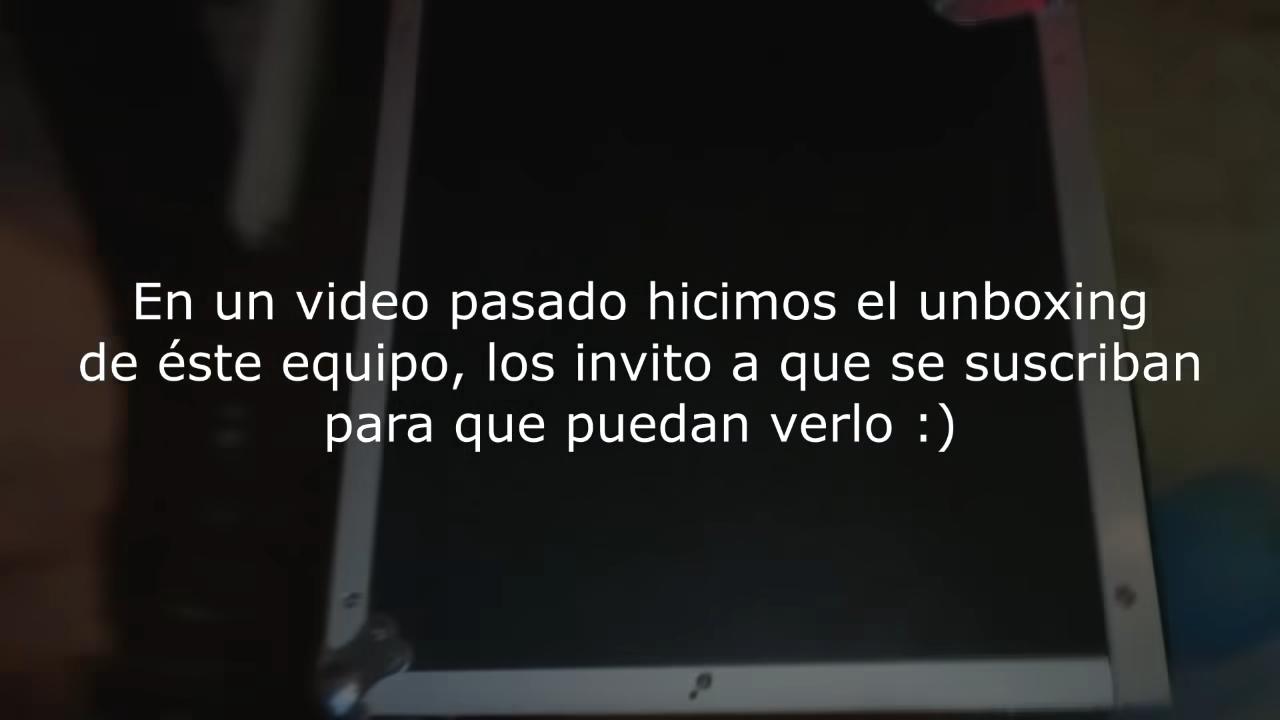 En un video pasado hicimos el unboxing
de éste equipo, los invito a que se suscriban
para que puedan verlo :)